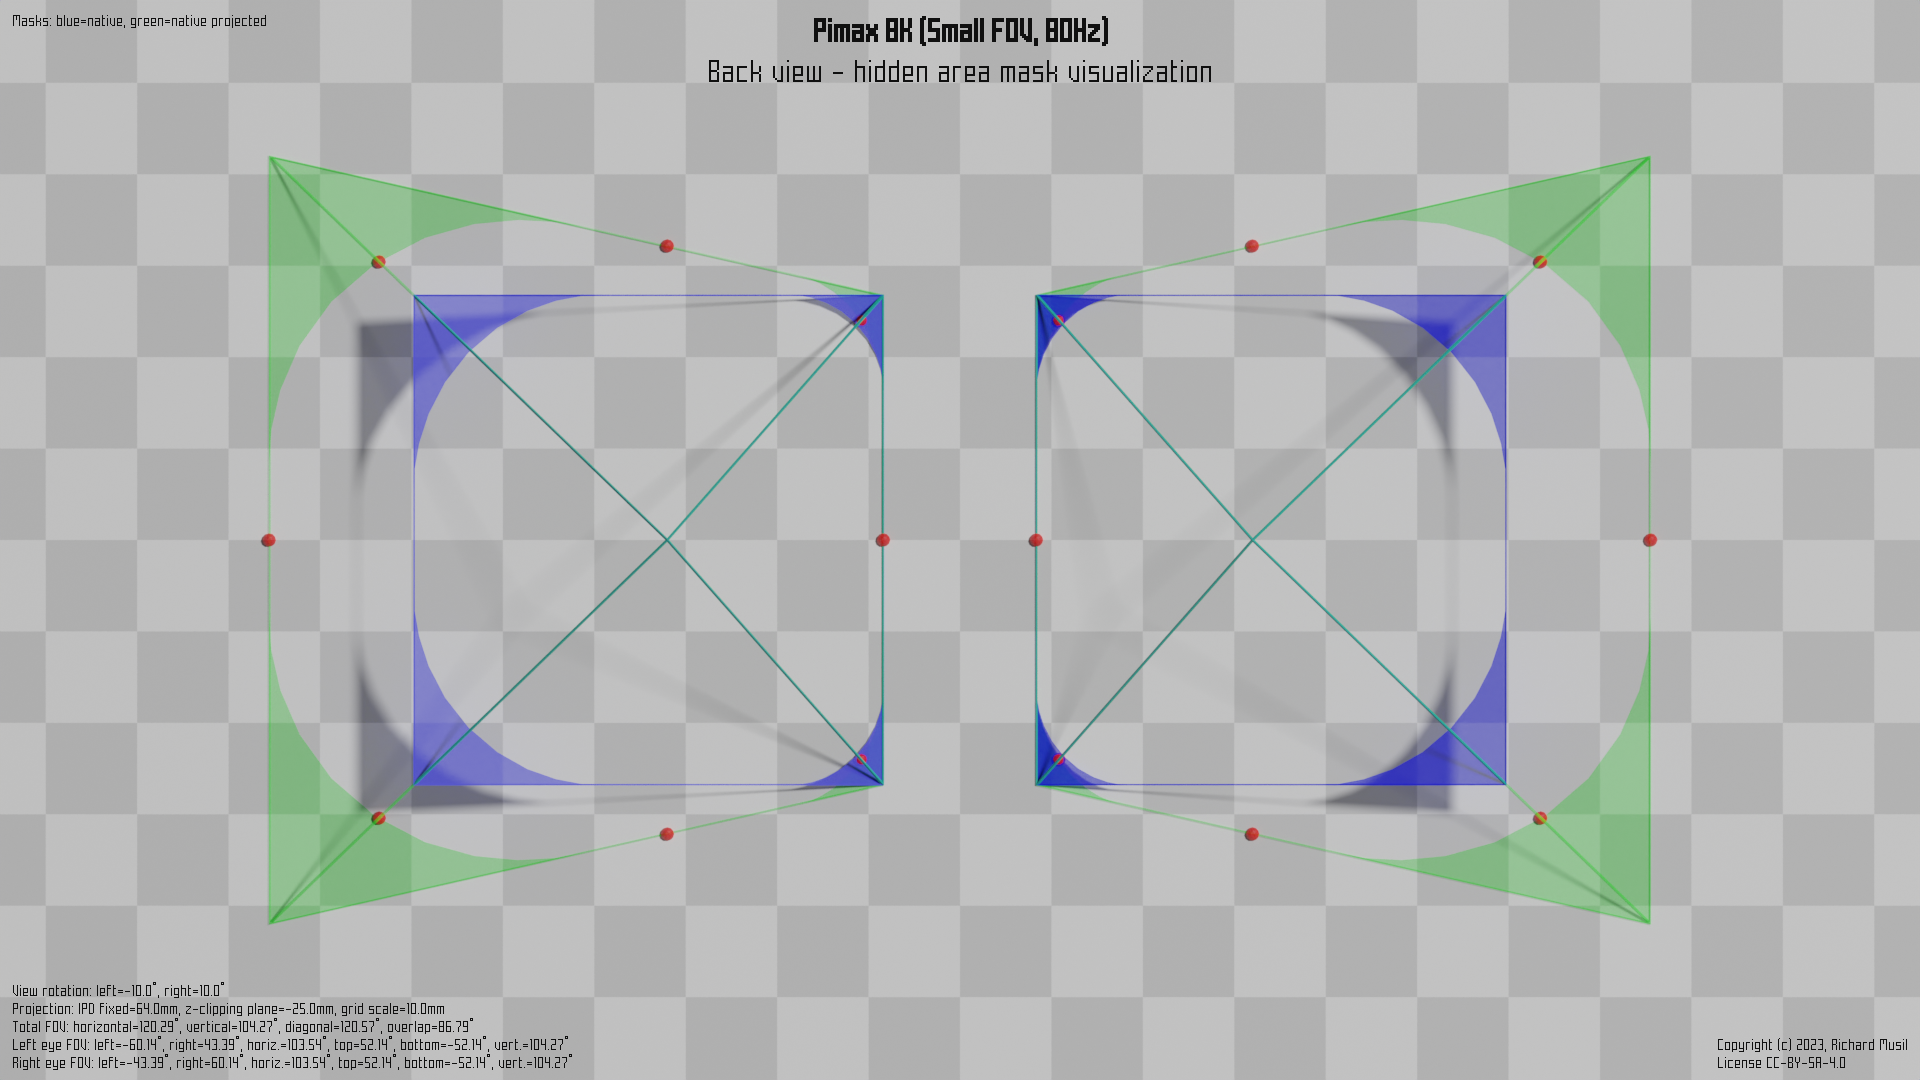 Masks: blue=native, green=native projected
Pimax 8K (Small FOV, 80Hz)
Back view - hidden area mask visualization
View rotation: left=-10.0°, right=10.0°
Projection: IPD fixed=64.0mm, z-clipping plane=-25.0mm, grid scale=10.0mm
Total FOV: horizontal=120.29°, vertical=104.27°, diagonal=120.57°, overlap=86.79°
Left eye FOV: left=-60.14°, right=43.39°, horiz.=103.54°, top=52.14°, bottom=-52.14°, vert.=104.27°
Right eye FOV: left=-43.39°, right=60.14°, horiz.=103.54°, top=52.14°, bottom=-52.14°, vert.=104.27°
Copyright (c) 2023, Richard Musil
License CC-BY-SA-4.0